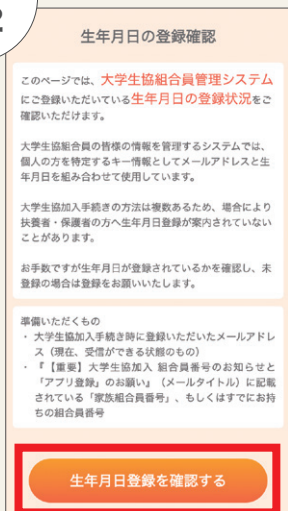 2
生年月日の登録確認
このページでは、大学生協組合員管理システム
にご登録いただいている生年月日の登録状況をご
確認いただけます。
大学生協組合員の皆様の情報を管理するシステムでは、
個人の方を特定するキー情報としてメールアドレスと生
年月日を組み合わせて使用しています。
大学生協加入手続きの方法は複数あるため、場合により
扶養者・保護者の方へ生年月日登録が案内されていない
ことがあります。
お手数ですが生年月日が登録されているかを確認し、未
登録の場合は登録をお願いいたします。
準備いただくもの
・ 大学生協加入手続き時に登録いただいたメールアドレ
ス（現在、受信ができる状態のもの）
・ 『【重要】大学生協加入 組合員番号のお知らせと
「アプリ登録」のお願い』（メールタイトル）に記載
されている「家族組合員番号」、もしくはすでにお持
ちの組合員番号
生年月日登録を確認する